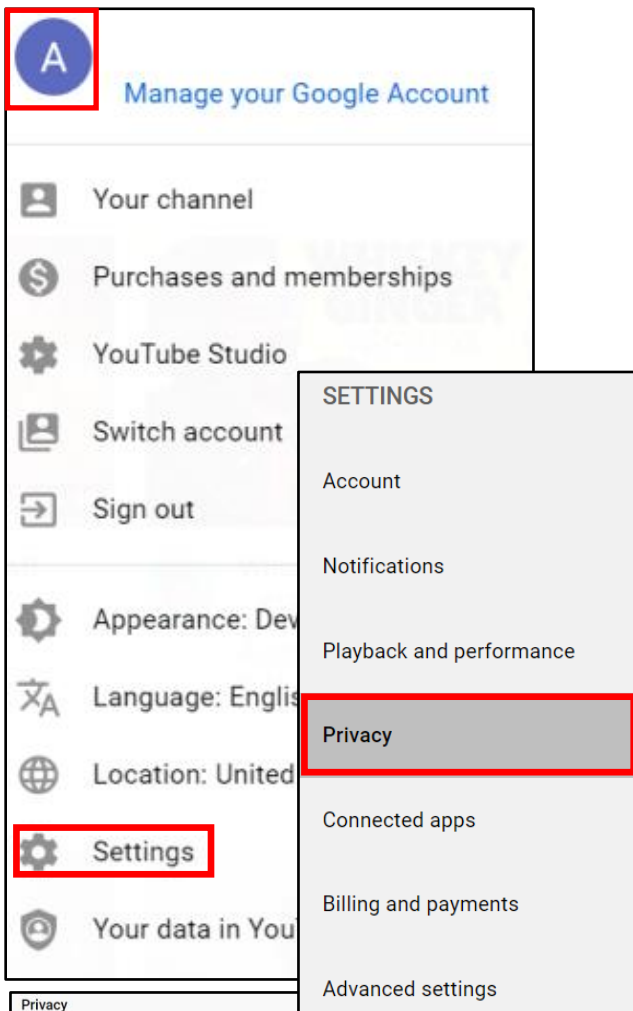 A
Manage your Google Account
Your channel
Purchases and memberships
YouTube Studio
Switch account
Sign out
Appearance: Dev
Language: Englis
Location: United
Settings
Your data in You
SETTINGS
Account
Notifications
Playback and performance
Privacy
Connected apps
Billing and payments
Advanced settings
Privacy